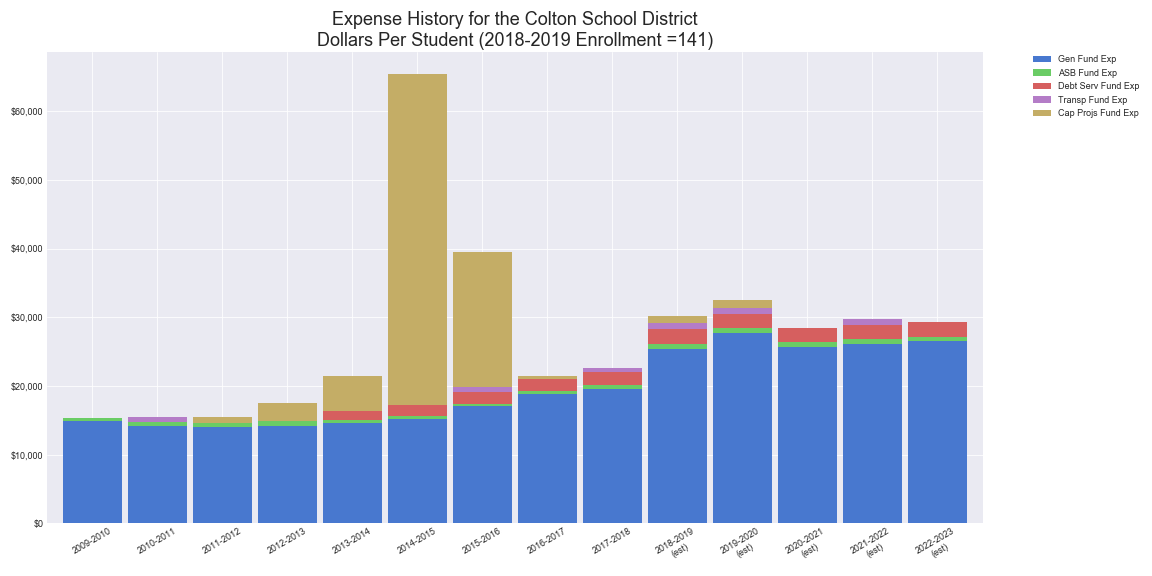 Expense History for the Colton School District
Dollars Per Student (2018-2019 Enrollment =141)
Gen Fund Exp
ASB Fund Exp
Debt Serv Fund Exp
Transp Fund Exp
Cap Projs Fund Exp
$60,000
$50,000
$40,000
$30,000
$20,000
$10,000
$0
2009-2010
2010-2011
2011-2012
2012-2013
2013-2014
2014-2015
2015-2016
2016-2017
2017-2018
2018-2019
(est)
2019-2020
(est)
2020-2021
(est)
2021-2022
(est)
2022-2023
(est)